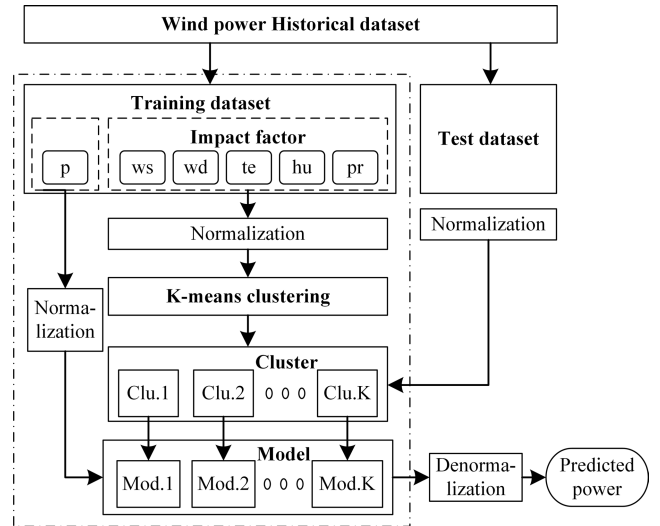 Wind power Historical dataset
Training dataset
Impact factor
p
ws
wd
te
hu
pr
Test dataset
Normalization
Normalization
Norma-
lization
K-means clustering
Cluster
Clu.1
Clu.2
Clu.K
Model
Mod.1
Mod.2
Mod.K
Denorma-
lization
Predicted
power